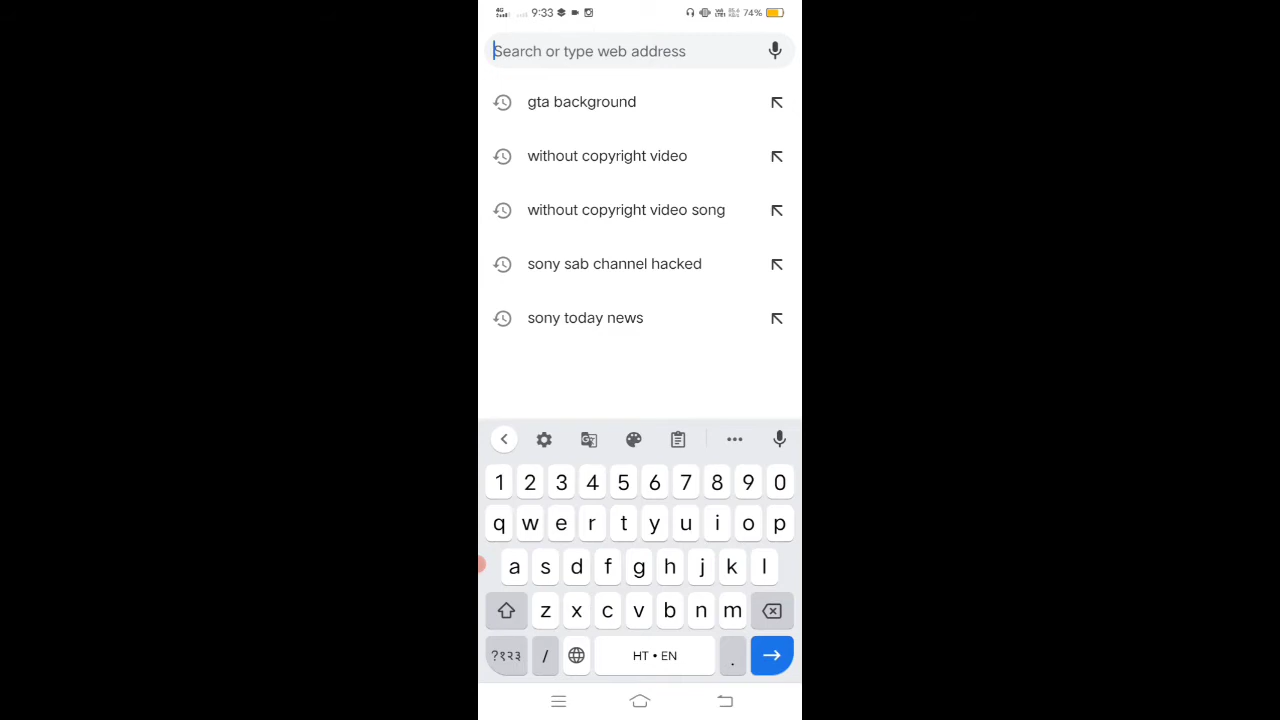 4G 9:33 74%
Search or type web address
gta background
without copyright video
without copyright video song
sony sab channel hacked
sony today news
1 2 3 4 5 6 7 8 9 0
q w e r t y u i o p
a s d f g h j k l
z x c v b n m
?१२३ / HT • EN .